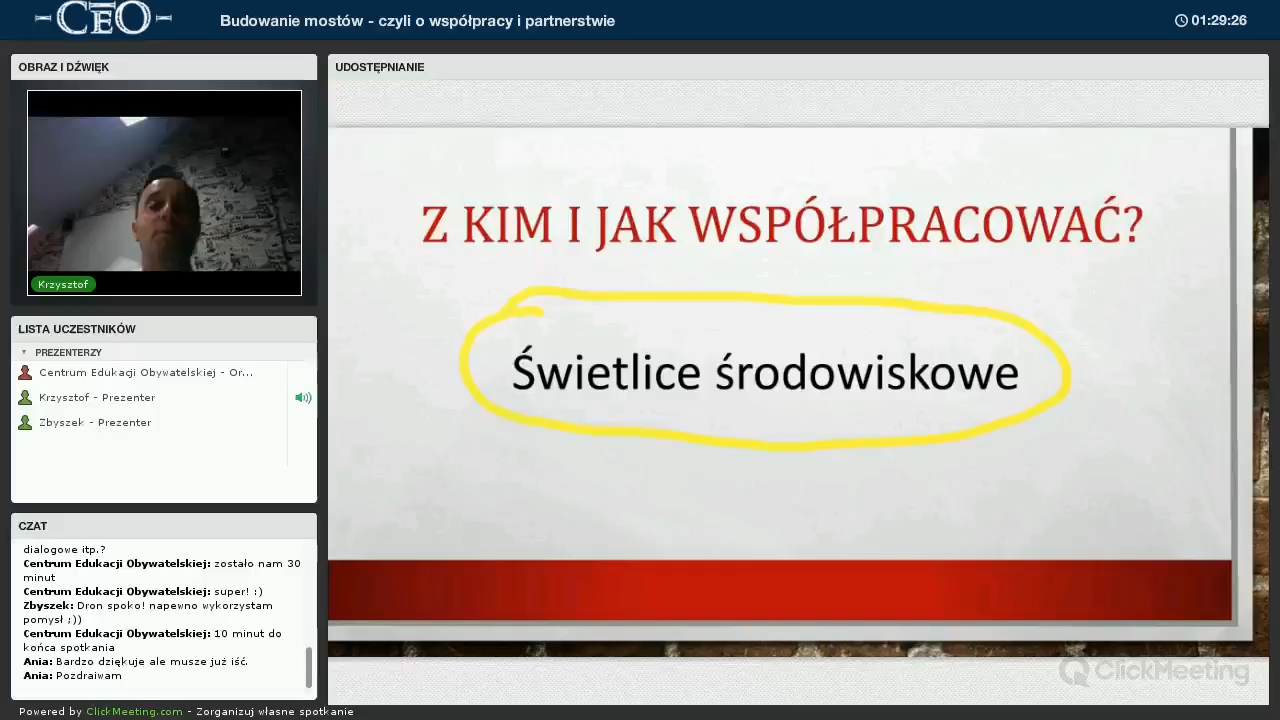 CEO
Budowanie mostów - czyli o współpracy i partnerstwie
01:29:26
OBRAZ I DŹWIĘK
Krzysztof
LISTA UCZESTNIKÓW
PREZENTERZY
Centrum Edukacji Obywatelskiej - Or...
Krzysztof - Prezenter
Zbyszek - Prezenter
CZAT
dialogowe itp.?
Centrum Edukacji Obywatelskiej: zostało nam 30
minut
Centrum Edukacji Obywatelskiej: super! :)
Zbyszek: Dron spoko! napewno wykorzystam
pomysł ;))
Centrum Edukacji Obywatelskiej: 10 minut do
końca spotkania
Ania: Bardzo dziękuje ale musze już iść.
Ania: Pozdraiwam
UDOSTĘPNIANIE
Z KIM I JAK WSPÓŁPRACOWAĆ?
Świetlice środowiskowe
ClickMeeting
Powered by ClickMeeting.com - Zorganizuj własne spotkanie